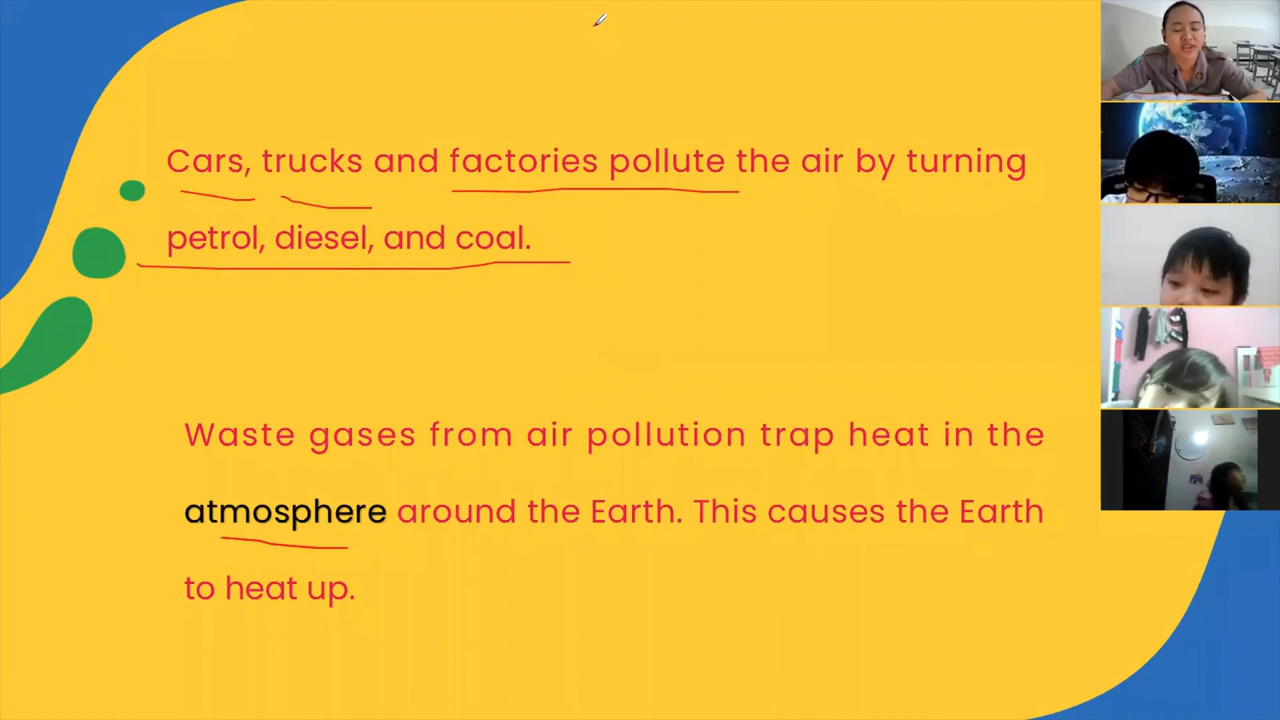 Cars, trucks and factories pollute the air by turning
petrol, diesel, and coal.
Waste gases from air pollution trap heat in the
atmosphere around the Earth. This causes the Earth
to heat up.